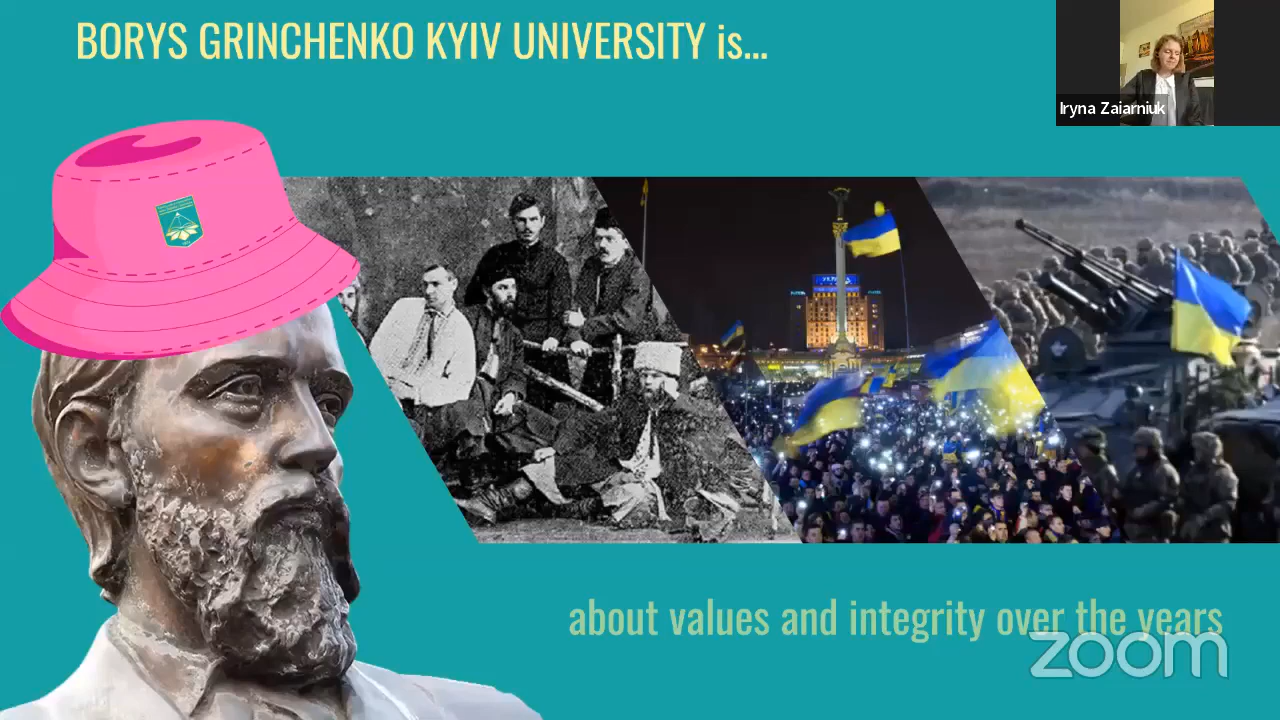 BORYS GRINCHENKO KYIV UNIVERSITY is...
Iryna Zaiarniuk
about values and integrity over the years
zoom